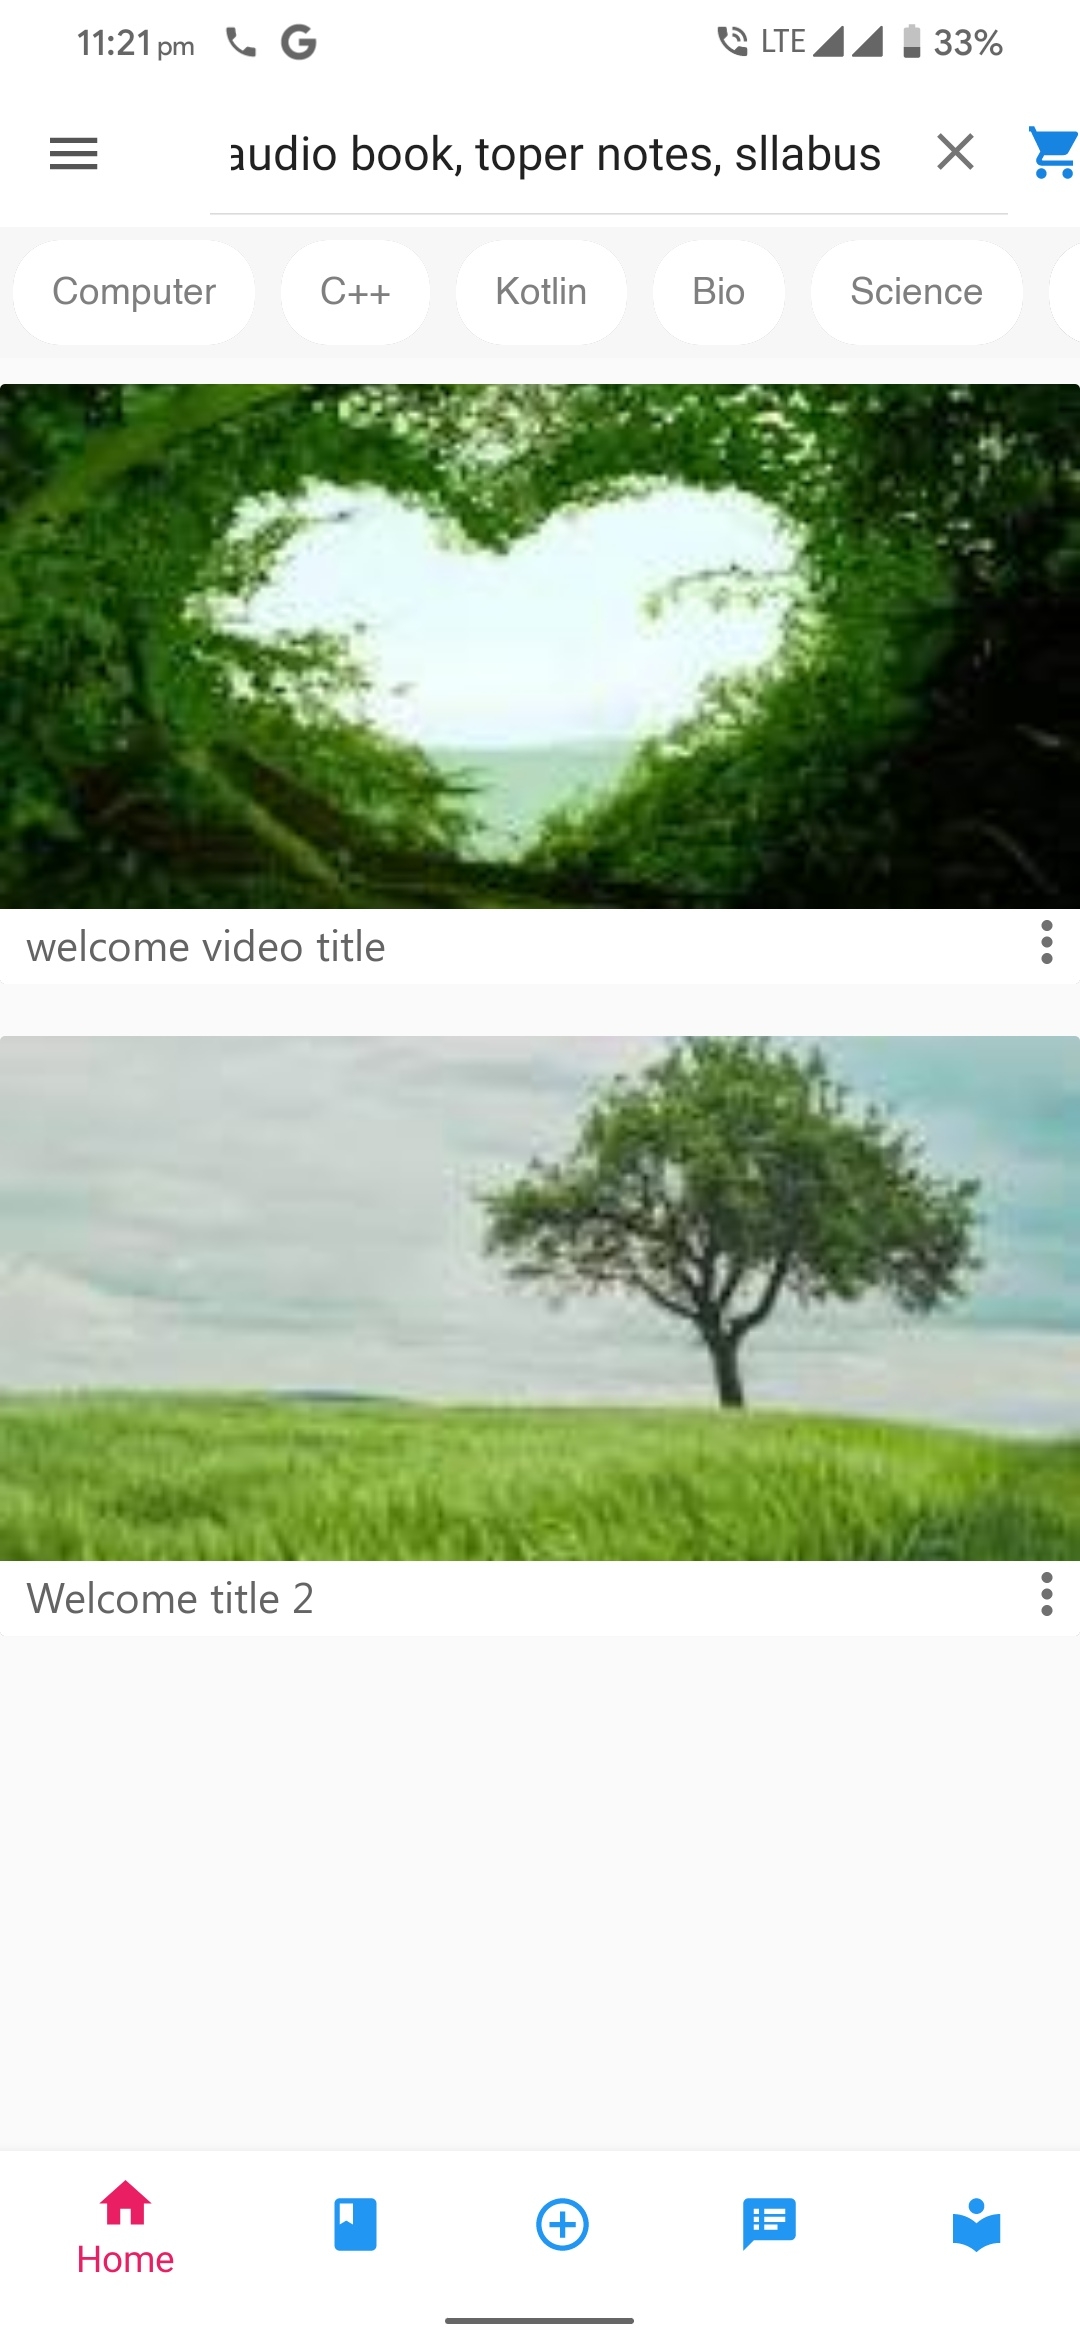 11:21 pm LTE 33%
audio book, toper notes, sllabus
Computer C++ Kotlin Bio Science
welcome video title
Welcome title 2
Home